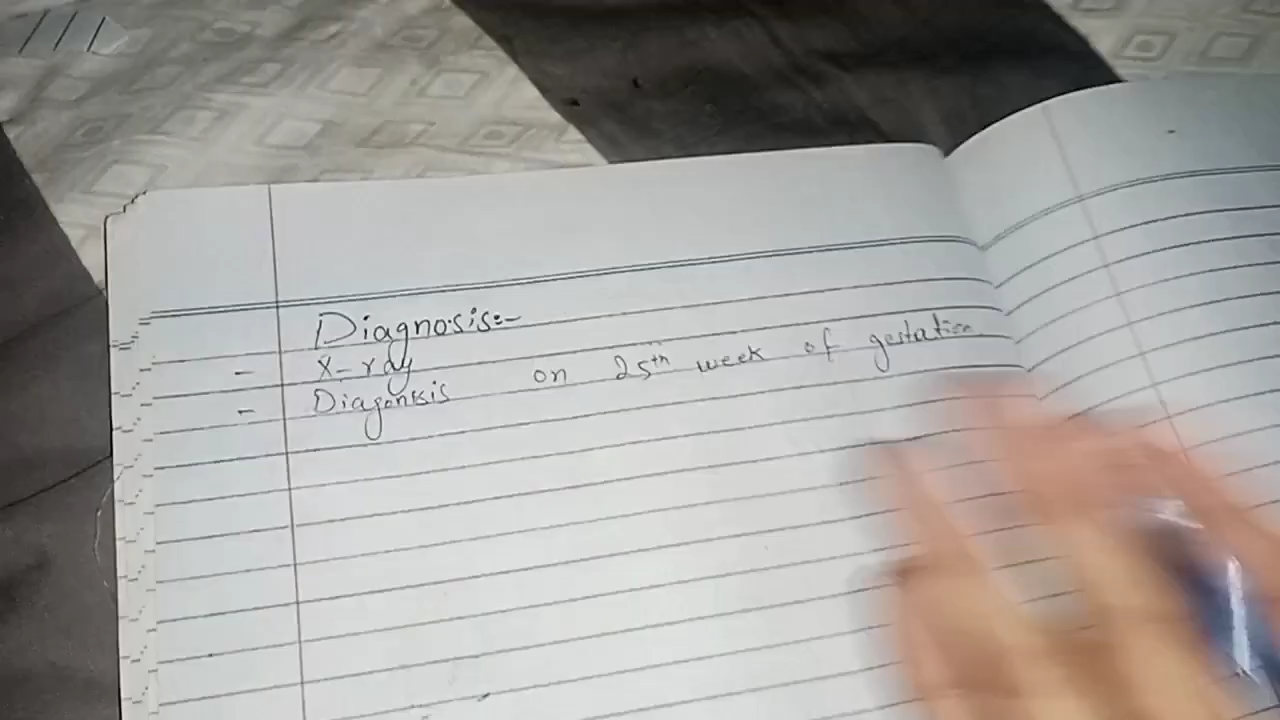 Diagnosis:-
- X-ray
- Diagonsis on 25th week of gestation